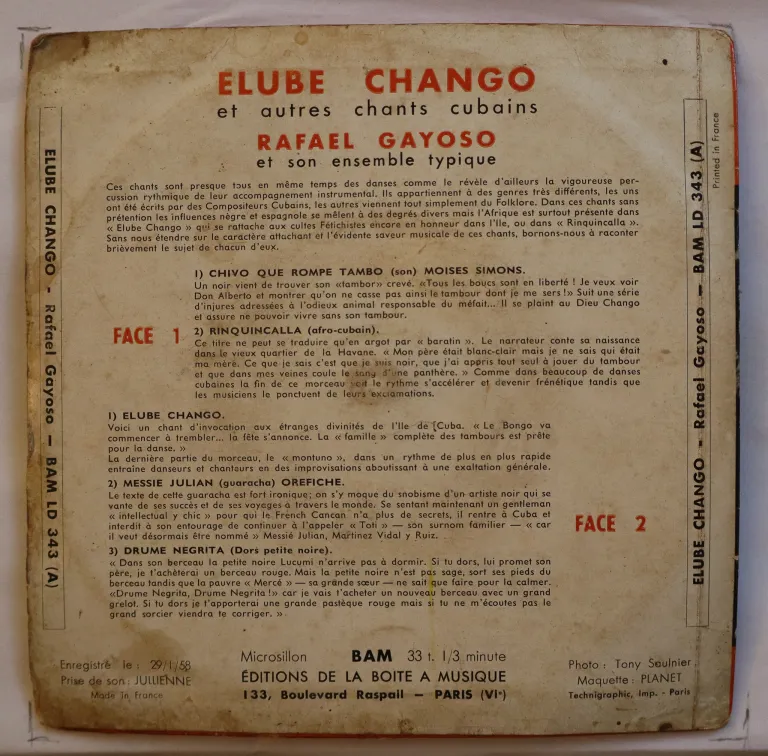 ELUBE CHANGO
et autres chants cubains
RAFAEL GAYOSO
et son ensemble typique
Ces chants sont presque tous en même temps des danses comme le révèle d'ailleurs la vigoureuse per-
cussion rythmique de leur accompagnement instrumental. Ils appartiennent à des genres très différents, les uns
ont été écrits par des Compositeurs Cubains, les autres viennent tout simplement du Folklore. Dans ces chants sans
prétention les influences nègre et espagnole se mêlent à des degrés divers mais l'Afrique est surtout présente dans
« Elube Chango » qui se rattache aux cultes Fétichistes encore en honneur dans l'Ile, ou dans « Rinquincalla ».
Sans nous étendre sur le caractère attachant et l'évidente saveur musicale de ces chants, bornons-nous à raconter
brièvement le sujet de chacun d'eux.
FACE 1
1) CHIVO QUE ROMPE TAMBO (son) MOISES SIMONS.
Un noir vient de trouver son «tambor» crevé. «Tous les boucs sont en liberté ! Je veux voir
Don Alberto et montrer qu'on ne casse pas ainsi le tambour dont je me sers !» Suit une série
d'injures adressées à l'odieux animal responsable du méfait... Il se plaint au Dieu Chango
et assure ne pouvoir vivre sans son tambour.
2) RINQUINCALLA (afro-cubain).
Ce titre ne peut se traduire qu'en argot par « baratin ». Le narrateur conte sa naissance
dans le vieux quartier de la Havane. « Mon père était blanc-clair mais je ne sais qui était
ma mère. Ce que je sais c'est que je suis noir, que j'ai appris tout seul à jouer du tambour
et que dans mes veines coule le sang d'une panthère. » Comme dans beaucoup de danses
cubaines la fin de ce morceau voit le rythme s'accélérer et devenir frénétique tandis que
les musiciens le ponctuent de leurs exclamations.
FACE 2
1) ELUBE CHANGO.
Voici un chant d'invocation aux étranges divinités de l'Ile de Cuba. « Le Bongo va
commencer à trembler... la fête s'annonce. La « famille » complète des tambours est prête
pour la danse. »
La dernière partie du morceau, le « montuno », dans un rythme de plus en plus rapide
entraîne danseurs et chanteurs en des improvisations aboutissant à une exaltation générale.
2) MESSIE JULIAN (guaracha) OREFICHE.
Le texte de cette guaracha est fort ironique ; on s'y moque du snobisme d'un artiste noir qui se
vante de ses succès et de ses voyages à travers le monde. Se sentant maintenant un gentleman
« intellectuel y chic » pour qui le French Cancan n'a plus de secrets, il rentre à Cuba et
interdit à son entourage de continuer à l'appeler « Toti » — son surnom familier — « car
il veut désormais être nommé » Messié Julian, Martinez Vidal y Ruiz.
3) DRUME NEGRITA (Dors petite noire).
« Dans son berceau la petite noire Lucumi n'arrive pas à dormir. Si tu dors, lui promet son
père, je t'achèterai un berceau rouge. Mais la petite noire n'est pas sage, sort ses pieds du
berceau tandis que la pauvre « Mercé » — sa grande sœur — ne sait que faire pour la calmer.
«Drume Negrita, Drume Negrita !» car je vais t'acheter un nouveau berceau avec un grand
grelot. Si tu dors je t'apporterai une grande pastèque rouge mais si tu ne m'écoutes pas le
grand sorcier viendra te corriger. »
Enregistré le : 29/1/58
Prise de son : JULLIENNE
Made in France
Microsillon BAM 33 t. 1/3 minute
ÉDITIONS DE LA BOITE A MUSIQUE
133, Boulevard Raspail — PARIS (VIe)
Photo : Tony Saulnier
Maquette : PLANET
Technigraphic, Imp. - Paris
ELUBE CHANGO - Rafael Gayoso — BAM LD 343 (A)
ELUBE CHANGO - Rafael Gayoso — BAM LD 343 (A)
Printed in France